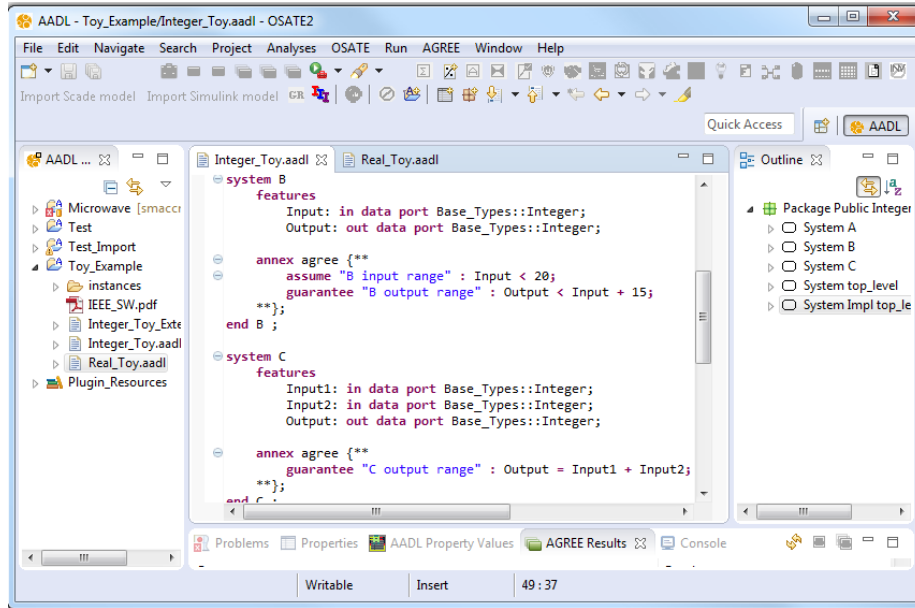 AADL - Toy_Example/Integer_Toy.aadl - OSATE2
File Edit Navigate Search Project Analyses OSATE Run AGREE Window Help
Import Scade model Import Simulink model GR
Quick Access AADL
AADL ...
Microwave [smaccr
Test
Test_Import
Toy_Example
instances
IEEE_SW.pdf
Integer_Toy_Exte
Integer_Toy.aadl
Real_Toy.aadl
Plugin_Resources
Integer_Toy.aadl Real_Toy.aadl
system B
features
Input: in data port Base_Types::Integer;
Output: out data port Base_Types::Integer;
annex agree {**
assume "B input range" : Input < 20;
guarantee "B output range" : Output < Input + 15;
**};
end B ;
system C
features
Input1: in data port Base_Types::Integer;
Input2: in data port Base_Types::Integer;
Output: out data port Base_Types::Integer;
annex agree {**
guarantee "C output range" : Output = Input1 + Input2;
**};
end C ;
Outline
Package Public Integer
System A
System B
System C
System top_level
System Impl top_le
Problems Properties AADL Property Values AGREE Results Console
Writable Insert 49 : 37